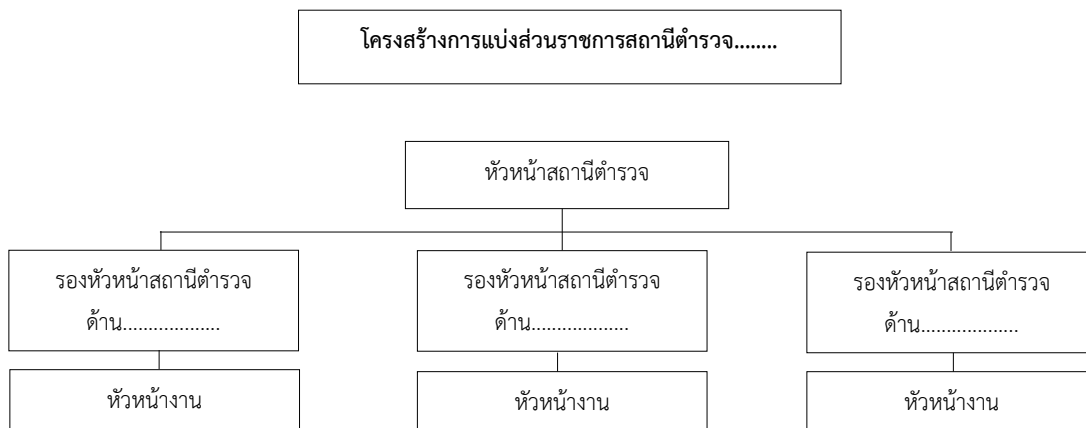 โครงสร้างการแบ่งส่วนราชการสถานีตำรวจ........
หัวหน้าสถานีตำรวจ
รองหัวหน้าสถานีตำรวจ
ด้าน...................
รองหัวหน้าสถานีตำรวจ
ด้าน...................
รองหัวหน้าสถานีตำรวจ
ด้าน...................
หัวหน้างาน
หัวหน้างาน
หัวหน้างาน